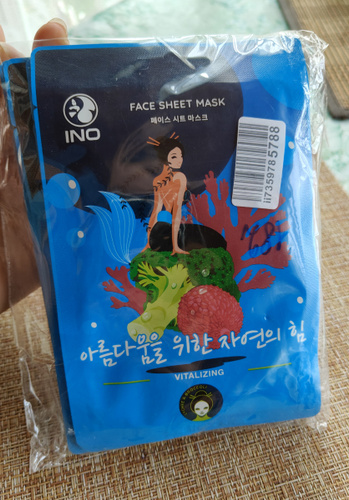 INO
FACE SHEET MASK
페이스 시트 마스크
ii7359785788
아름다움을 위한 자연의 힘
VITALIZING